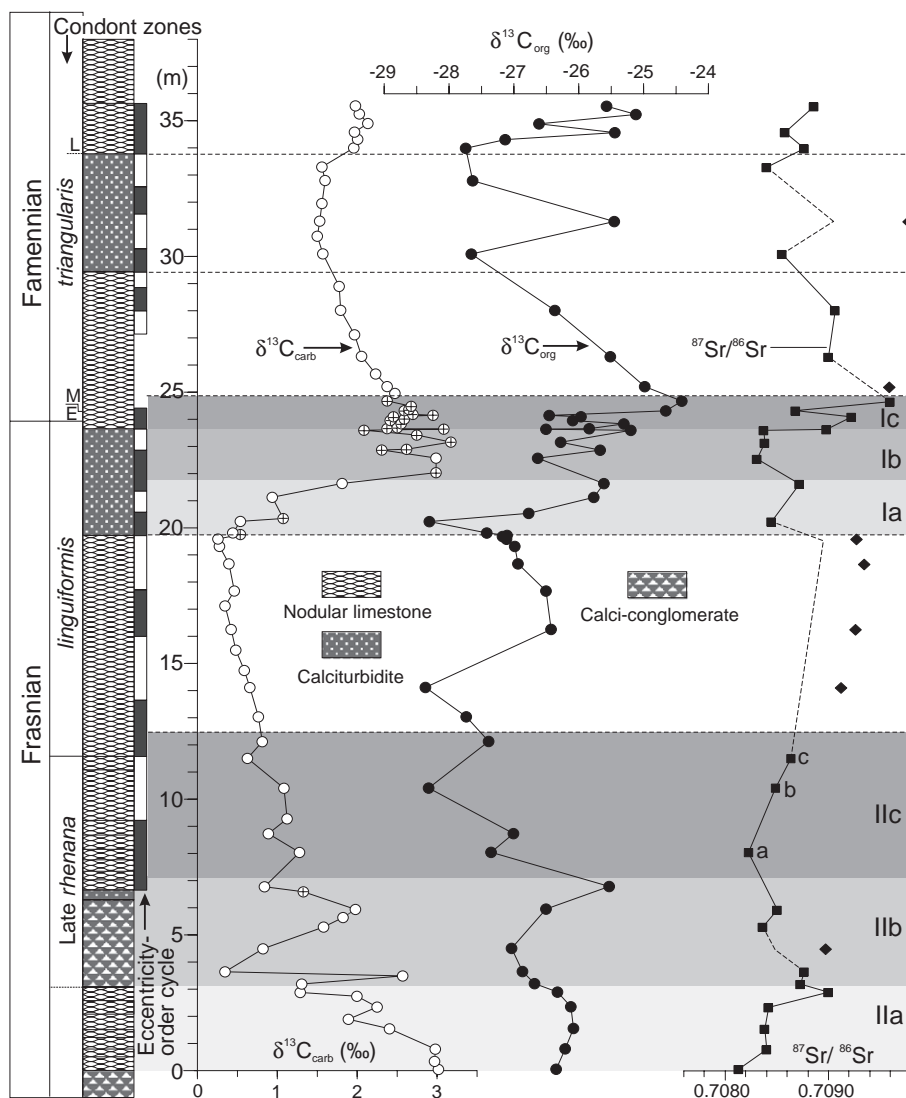 Condont zones
δ13Corg (‰)
-29 -28 -27 -26 -25 -24
(m)
35
30
25
20
15
10
5
0
Famennian
Frasnian
L
triangularis
M
E
linguiformis
Late rhenana
δ13Ccarb
δ13Corg
87Sr/86Sr
Ic
Ib
Ia
Nodular limestone
Calciturbidite
Calci-conglomerate
c
b
a
IIc
IIb
IIa
Eccentricity-
order cycle
δ13Ccarb (‰)
87Sr/ 86Sr
0 1 2 3
0.7080 0.7090